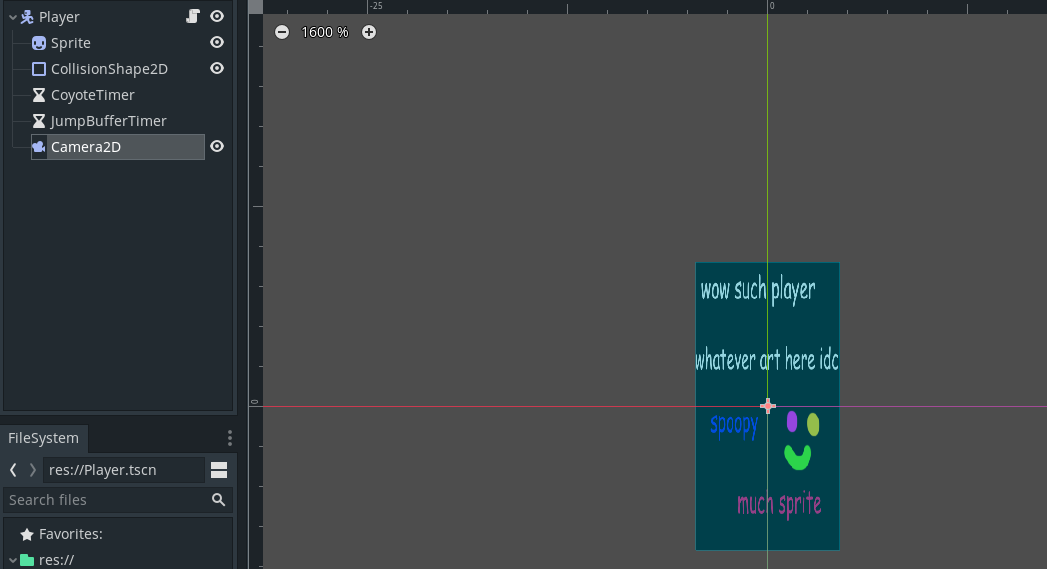 Player
Sprite
CollisionShape2D
CoyoteTimer
JumpBufferTimer
Camera2D
FileSystem
res://Player.tscn
Search files
Favorites:
res://
-25
0
1600 %
0
wow such player
whatever art here idc
spoopy
much sprite